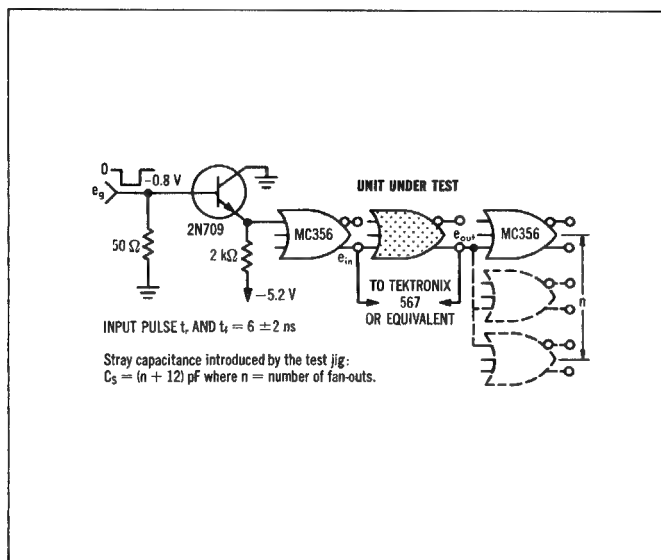 0
−0.8 V
e_g
50 Ω
2N709
2 kΩ
−5.2 V
MC356
UNIT UNDER TEST
e_in
e_out
MC356
n
TO TEKTRONIX
567
OR EQUIVALENT
INPUT PULSE t_r AND t_f = 6 ±2 ns
Stray capacitance introduced by the test jig:
C_S = (n + 12) pF where n = number of fan-outs.